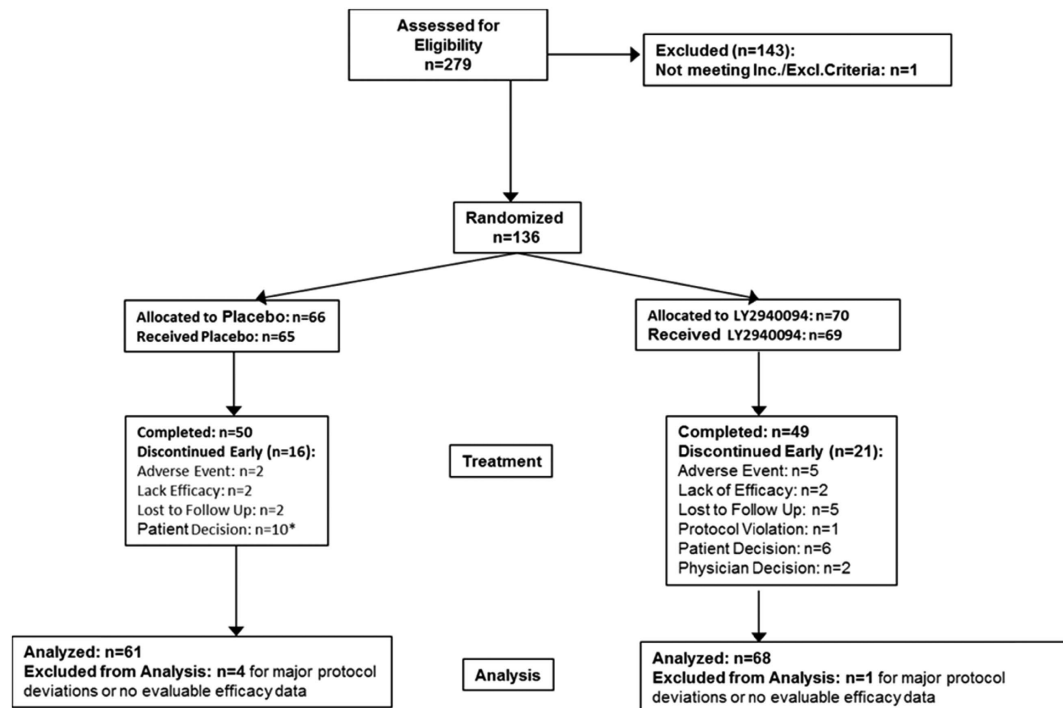 Assessed for
Eligibility
n=279
Excluded (n=143):
Not meeting Inc./Excl.Criteria: n=1
Randomized
n=136
Allocated to Placebo: n=66
Received Placebo: n=65
Allocated to LY2940094: n=70
Received LY2940094: n=69
Completed: n=50
Discontinued Early (n=16):
Adverse Event: n=2
Lack Efficacy: n=2
Lost to Follow Up: n=2
Patient Decision: n=10*
Treatment
Completed: n=49
Discontinued Early (n=21):
Adverse Event: n=5
Lack of Efficacy: n=2
Lost to Follow Up: n=5
Protocol Violation: n=1
Patient Decision: n=6
Physician Decision: n=2
Analyzed: n=61
Excluded from Analysis: n=4 for major protocol
deviations or no evaluable efficacy data
Analysis
Analyzed: n=68
Excluded from Analysis: n=1 for major protocol
deviations or no evaluable efficacy data